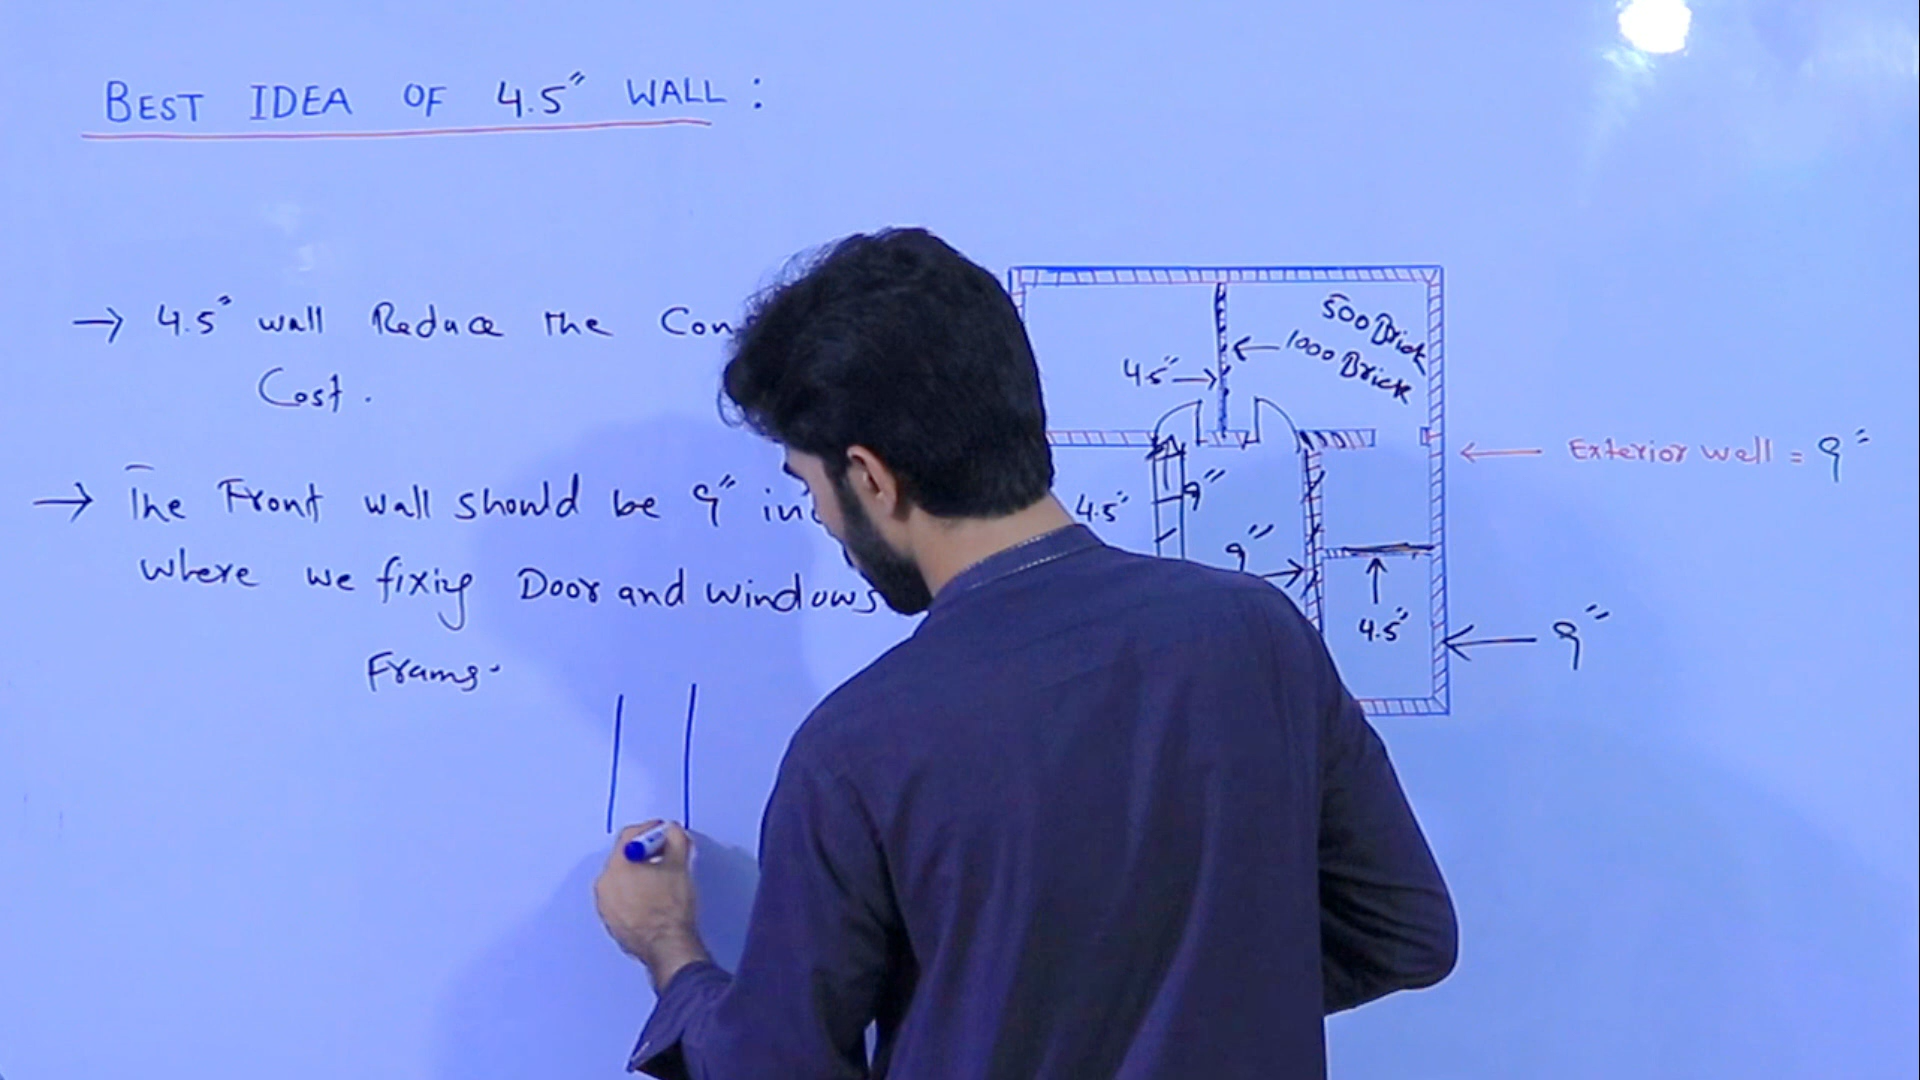 BEST IDEA OF 4.5" WALL :
→ 4.5" wall Reduce the Con
Cost .
→ The Front wall should be 9" in
where we fixing Door and windows
Frams.
500 Brick
1000 Brick
4.5"
9"
4.5"
9"
4.5"
Exterior wall = 9"
9"